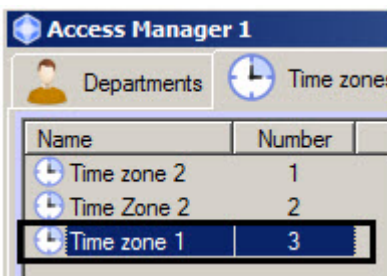 Access Manager 1
Departments Time zones
Name Number
Time zone 2 1
Time Zone 2 2
Time zone 1 3